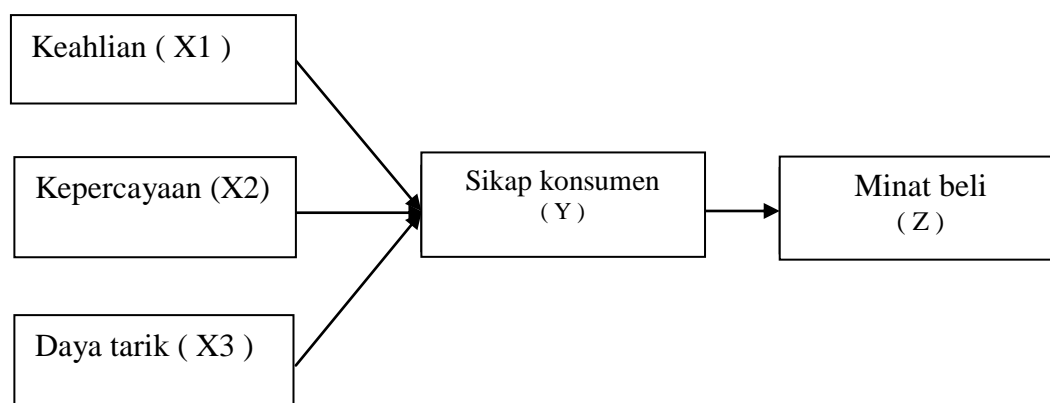 Keahlian ( X1 )
Kepercayaan (X2)
Daya tarik ( X3 )
Sikap konsumen
( Y )
Minat beli
( Z )